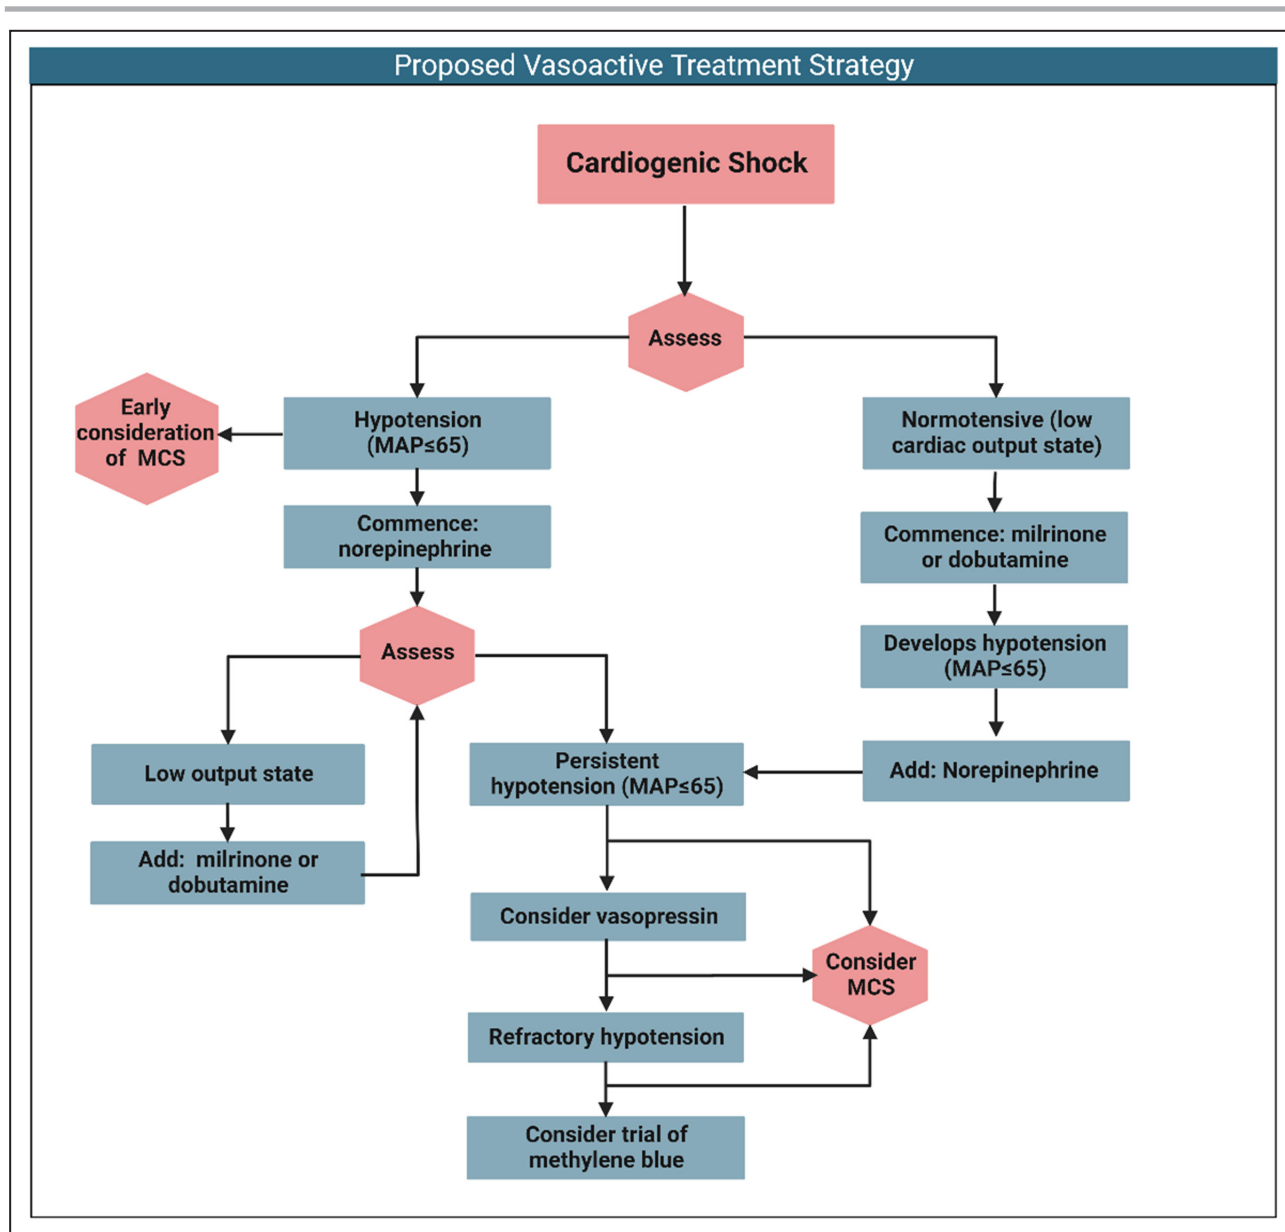 Proposed Vasoactive Treatment Strategy
Cardiogenic Shock
Assess
Early
consideration
of MCS
Hypotension
(MAP≤65)
Normotensive (low
cardiac output state)
Commence:
norepinephrine
Commence: milrinone
or dobutamine
Assess
Develops hypotension
(MAP≤65)
Low output state
Persistent
hypotension (MAP≤65)
Add: Norepinephrine
Add: milrinone or
dobutamine
Consider vasopressin
Consider
MCS
Refractory hypotension
Consider trial of
methylene blue